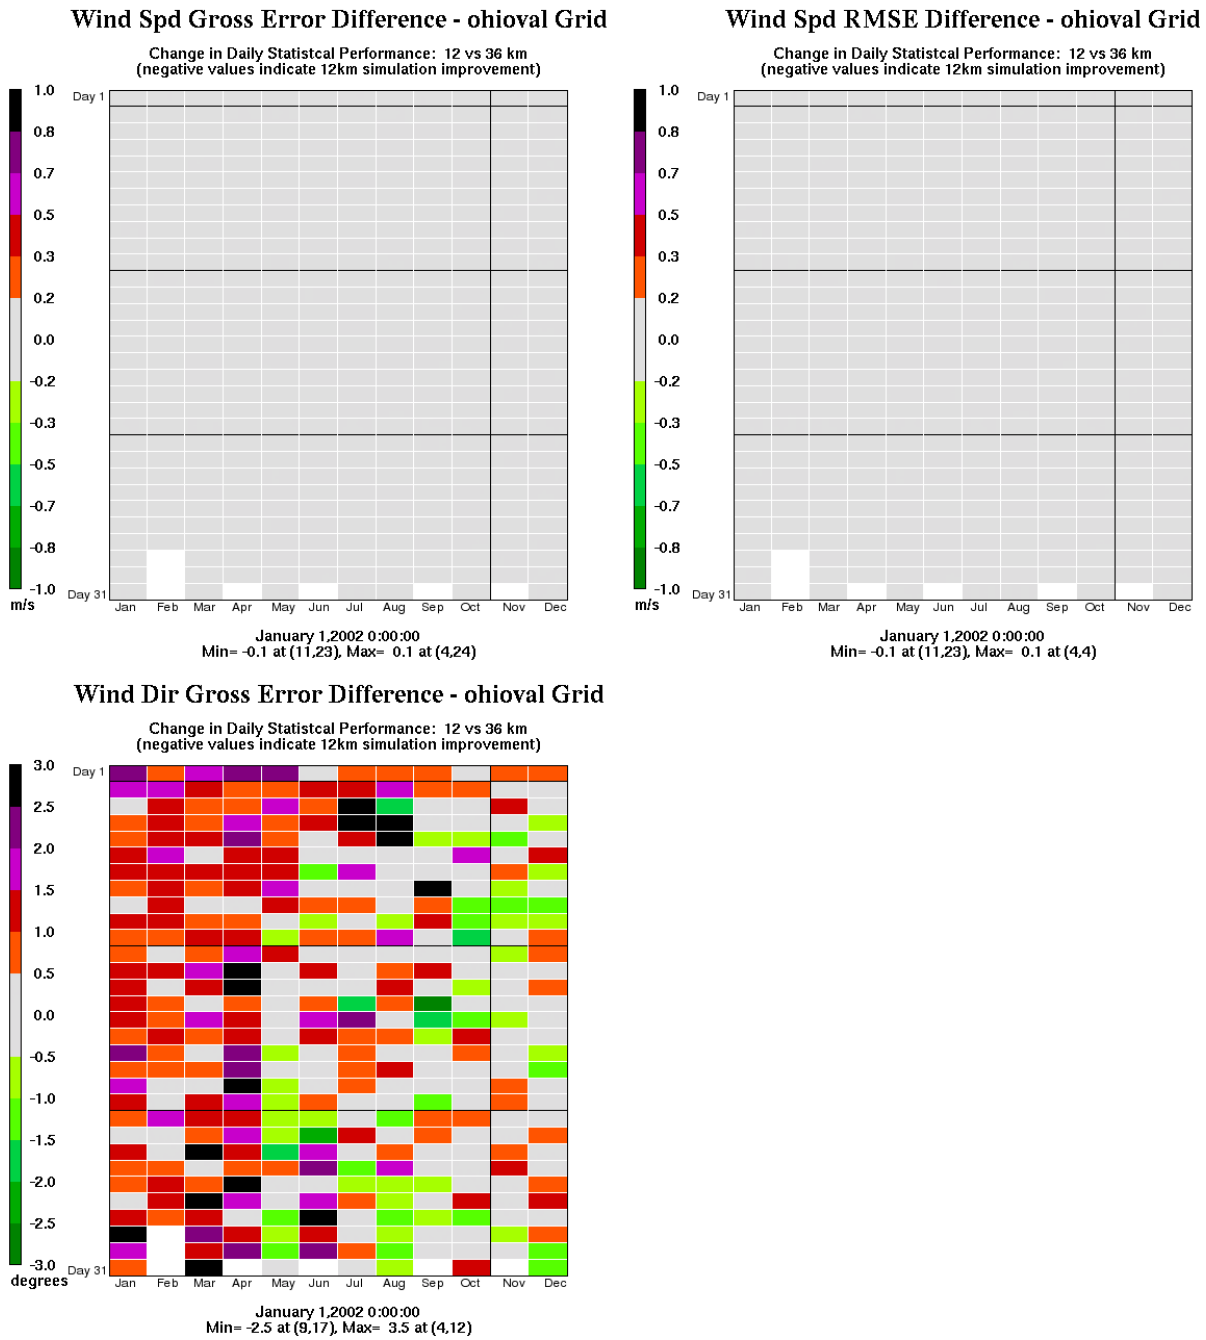 Wind Spd Gross Error Difference - ohioval Grid
Change in Daily Statistcal Performance: 12 vs 36 km
(negative values indicate 12km simulation improvement)
1.0
0.8
0.7
0.5
0.3
0.2
0.0
-0.2
-0.3
-0.5
-0.7
-0.8
-1.0
m/s
Day 1
Day 31
Jan Feb Mar Apr May Jun Jul Aug Sep Oct Nov Dec
January 1,2002 0:00:00
Min= -0.1 at (11,23), Max= 0.1 at (4,24)
Wind Spd RMSE Difference - ohioval Grid
Change in Daily Statistcal Performance: 12 vs 36 km
(negative values indicate 12km simulation improvement)
1.0
0.8
0.7
0.5
0.3
0.2
0.0
-0.2
-0.3
-0.5
-0.7
-0.8
-1.0
m/s
Day 1
Day 31
Jan Feb Mar Apr May Jun Jul Aug Sep Oct Nov Dec
January 1,2002 0:00:00
Min= -0.1 at (11,23), Max= 0.1 at (4,4)
Wind Dir Gross Error Difference - ohioval Grid
Change in Daily Statistcal Performance: 12 vs 36 km
(negative values indicate 12km simulation improvement)
3.0
2.5
2.0
1.5
1.0
0.5
0.0
-0.5
-1.0
-1.5
-2.0
-2.5
-3.0
degrees
Day 1
Day 31
Jan Feb Mar Apr May Jun Jul Aug Sep Oct Nov Dec
January 1,2002 0:00:00
Min= -2.5 at (9,17), Max= 3.5 at (4,12)